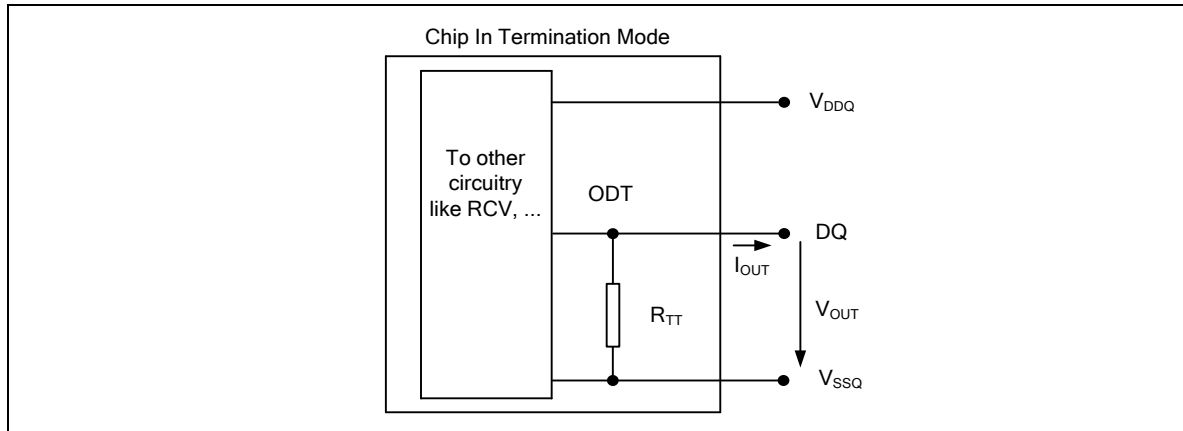 Chip In Termination Mode
V_DDQ
To other
circuitry
like RCV, ...
ODT
DQ
I_OUT
R_TT
V_OUT
V_SSQ